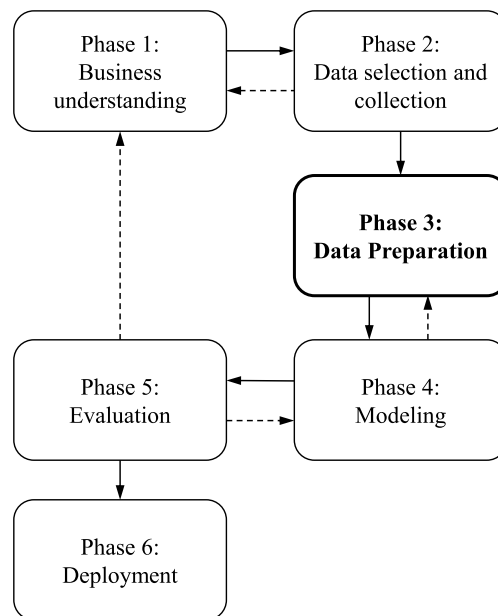 Phase 1:
Business
understanding
Phase 2:
Data selection and
collection
Phase 3:
Data Preparation
Phase 4:
Modeling
Phase 5:
Evaluation
Phase 6:
Deployment